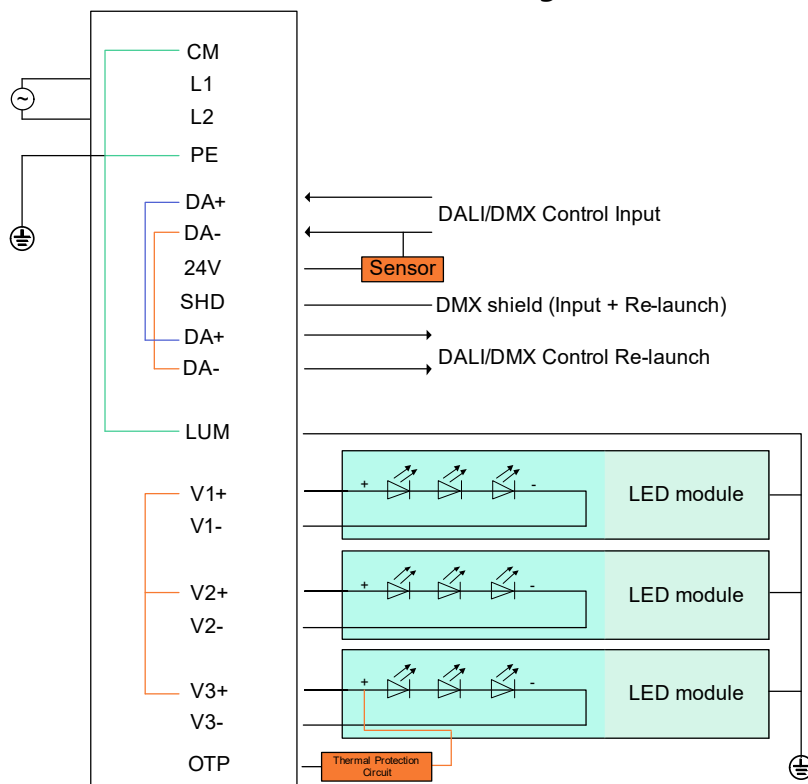 CM
L1
L2
~
PE
DA+
DALI/DMX Control Input
DA-
24V
Sensor
SHD
DMX shield (Input + Re-launch)
DA+
DALI/DMX Control Re-launch
DA-
LUM
V1+
+
-
LED module
V1-
V2+
+
-
LED module
V2-
V3+
+
-
LED module
V3-
OTP
Thermal Protection
Circuit